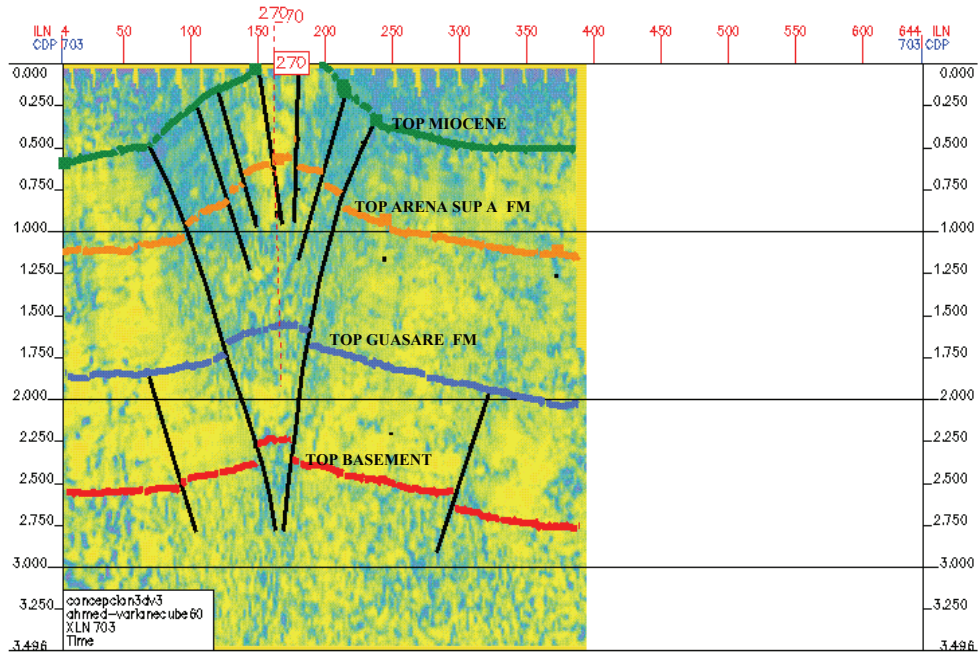 270
270
ILN 4 50 100 150 200 250 300 350 400 450 500 550 600 644 ILN
CDP 703 703 CDP
270
0.000 0.000
0.250 0.250
TOP MIOCENE
0.500 0.500
0.750 0.750
TOP ARENA SUP A FM
1.000 1.000
1.250 1.250
1.500 1.500
TOP GUASARE FM
1.750 1.750
2.000 2.000
2.250 2.250
TOP BASEMENT
2.500 2.500
2.750 2.750
3.000 3.000
concepcion3dv3
3.250 3.250
ahmed-variancecube60
XLN 703
Time
3.496 3.496